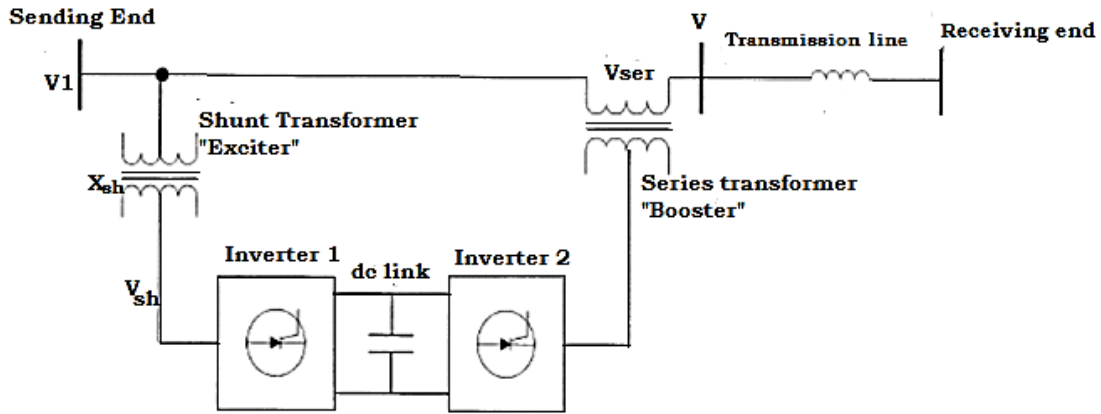 Sending End
V1
Shunt Transformer
"Exciter"
Xsh
Vsh
Inverter 1
dc link
Inverter 2
Vser
V
Transmission line
Receiving end
Series transformer
"Booster"